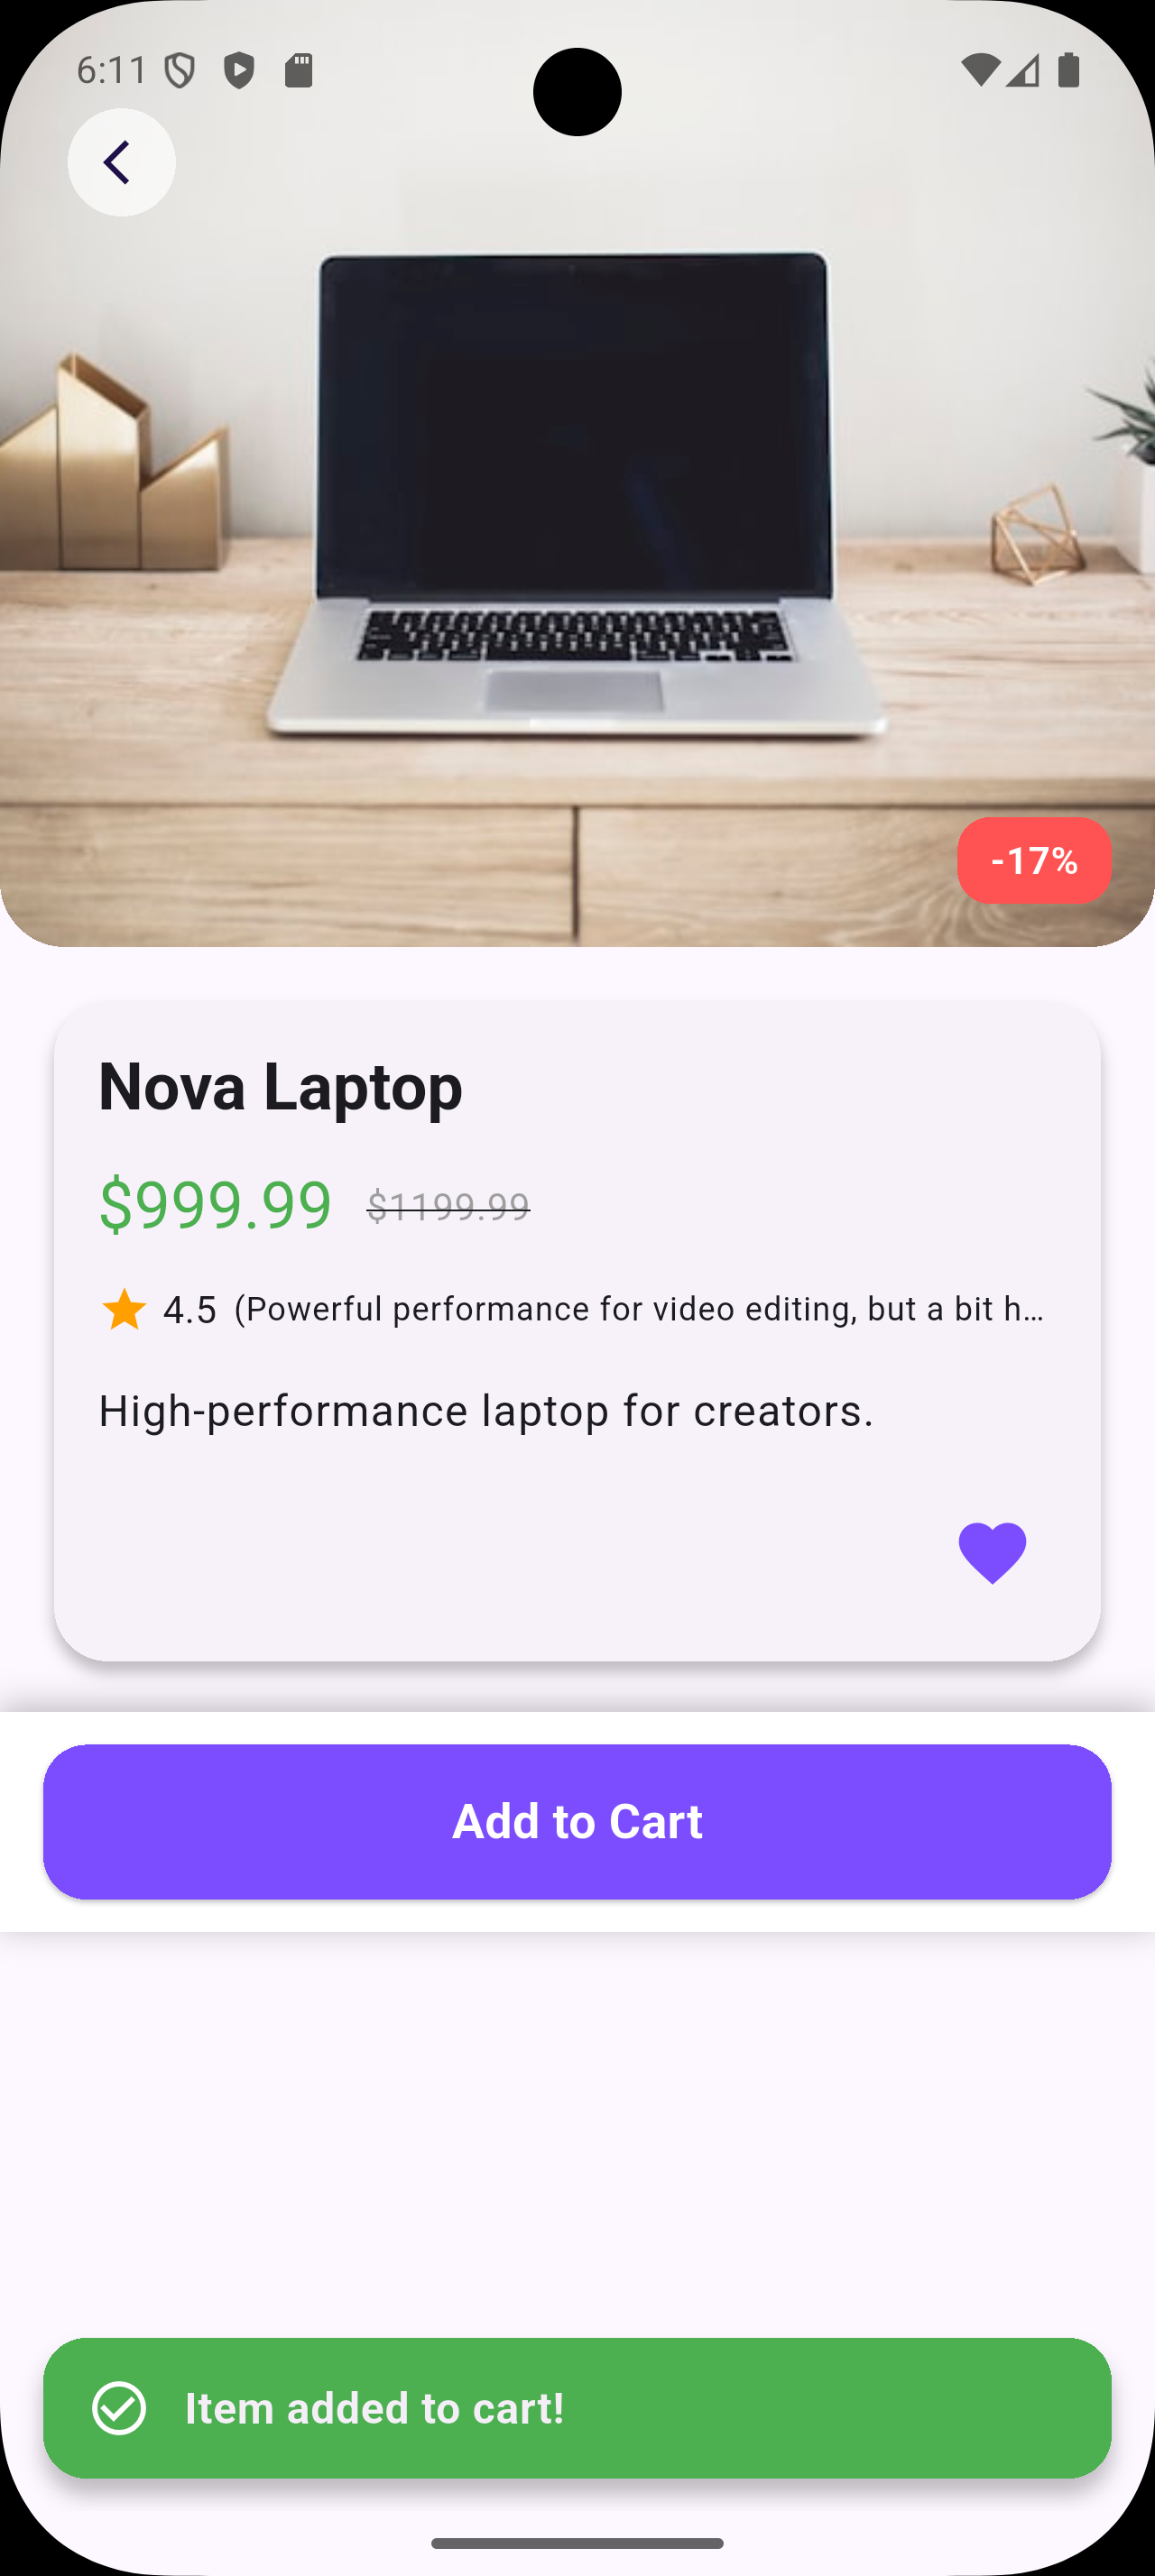 6:11
-17%
Nova Laptop
$999.99 $1199.99
4.5 (Powerful performance for video editing, but a bit h...
High-performance laptop for creators.
Add to Cart
Item added to cart!